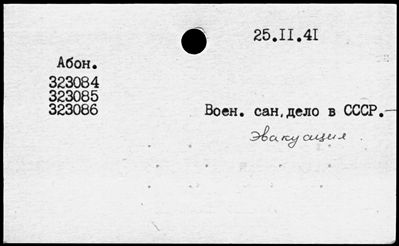 25.II.41
Абон.
323084
323085
323086
Воен. сан,дело в СССР.-
Эвакуация.